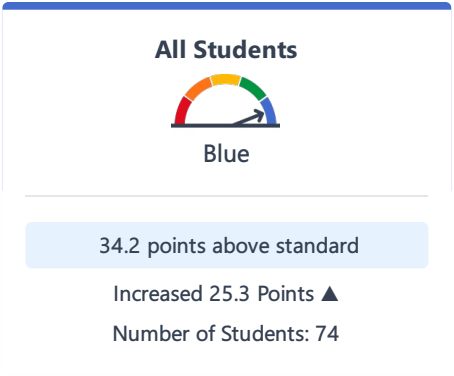 All Students
Blue
34.2 points above standard
Increased 25.3 Points ▲
Number of Students: 74